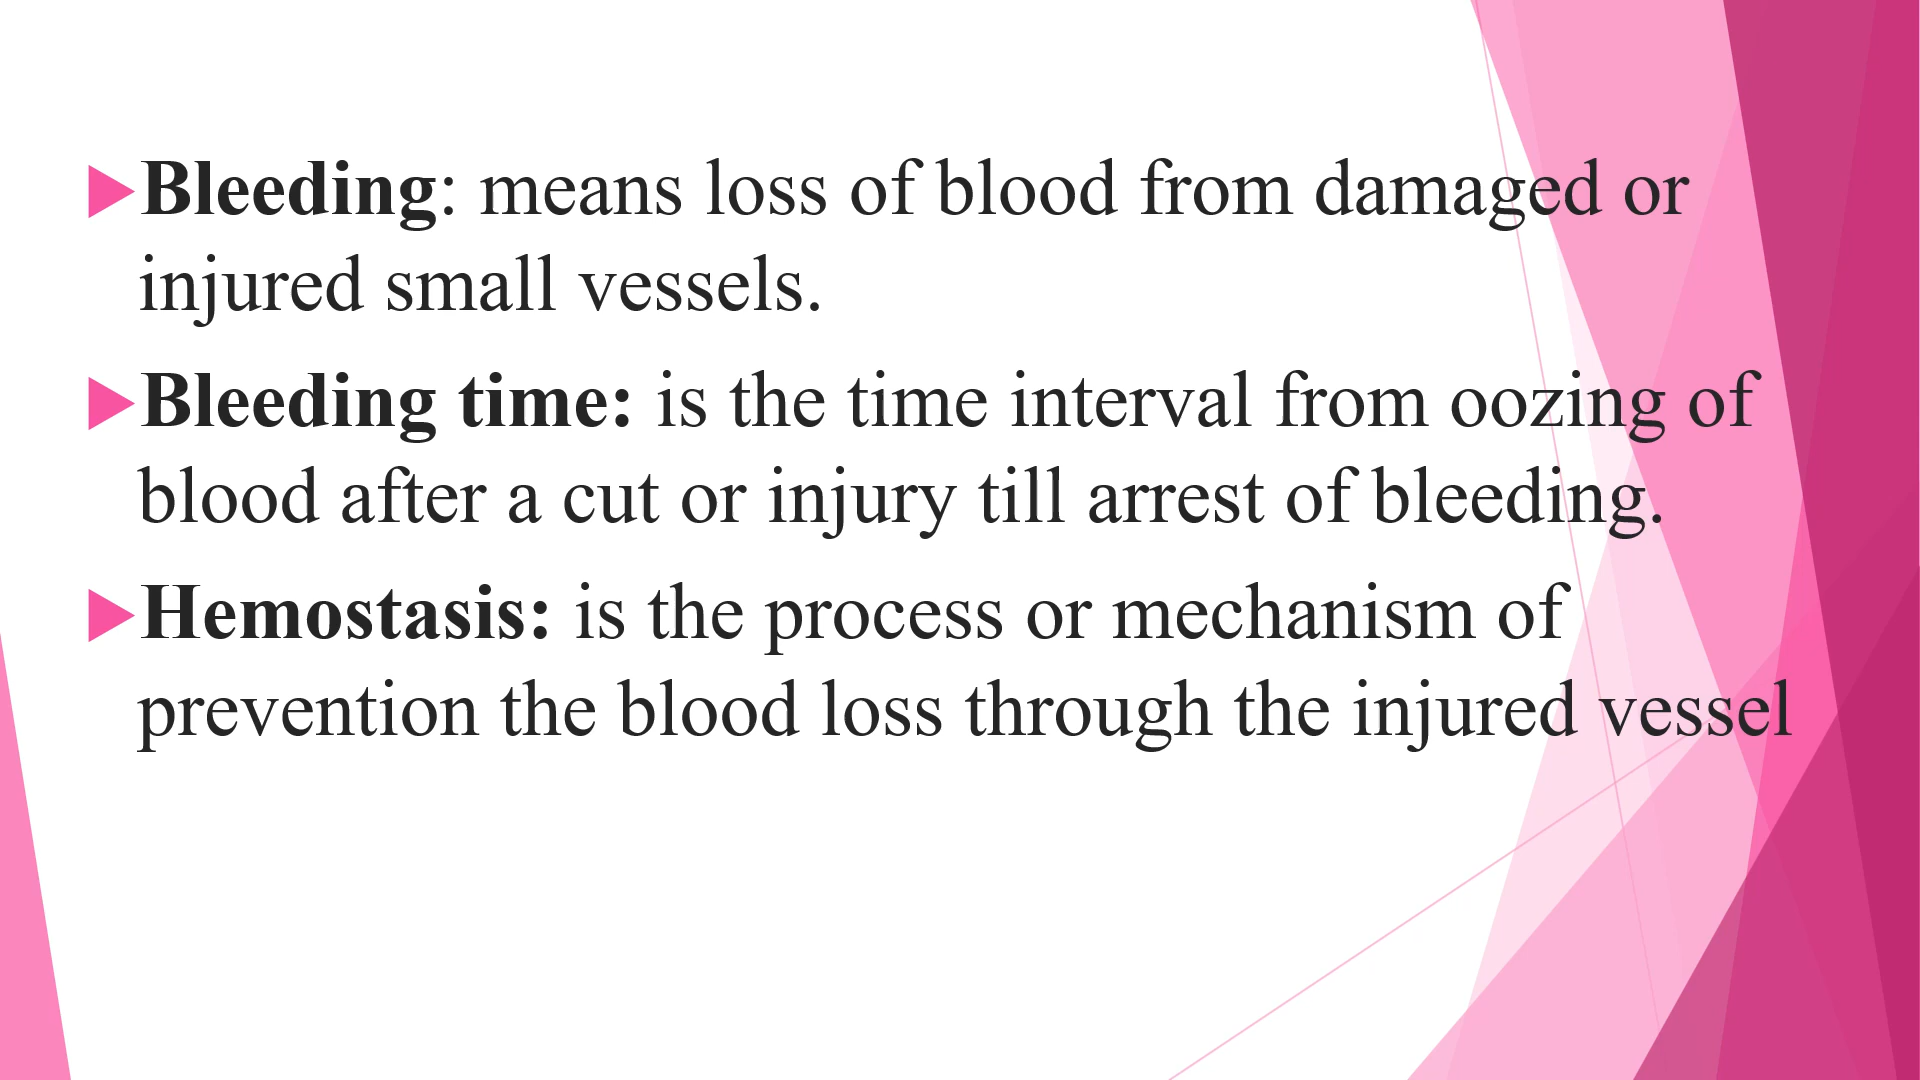 Bleeding: means loss of blood from damaged or
injured small vessels.
Bleeding time: is the time interval from oozing of
blood after a cut or injury till arrest of bleeding.
Hemostasis: is the process or mechanism of
prevention the blood loss through the injured vessel